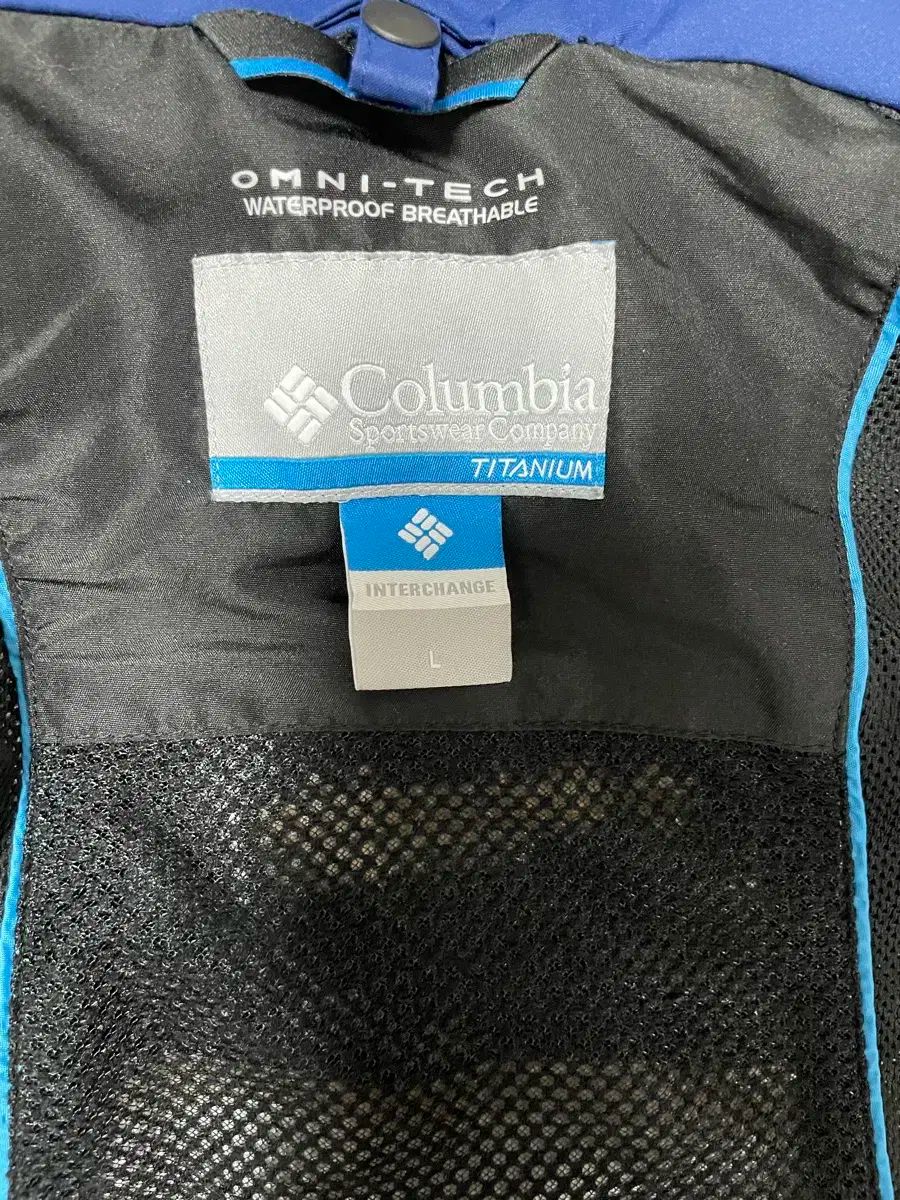 OMNI-TECH
WATERPROOF BREATHABLE
Columbia
Sportswear Company
TITANIUM
INTERCHANGE
L